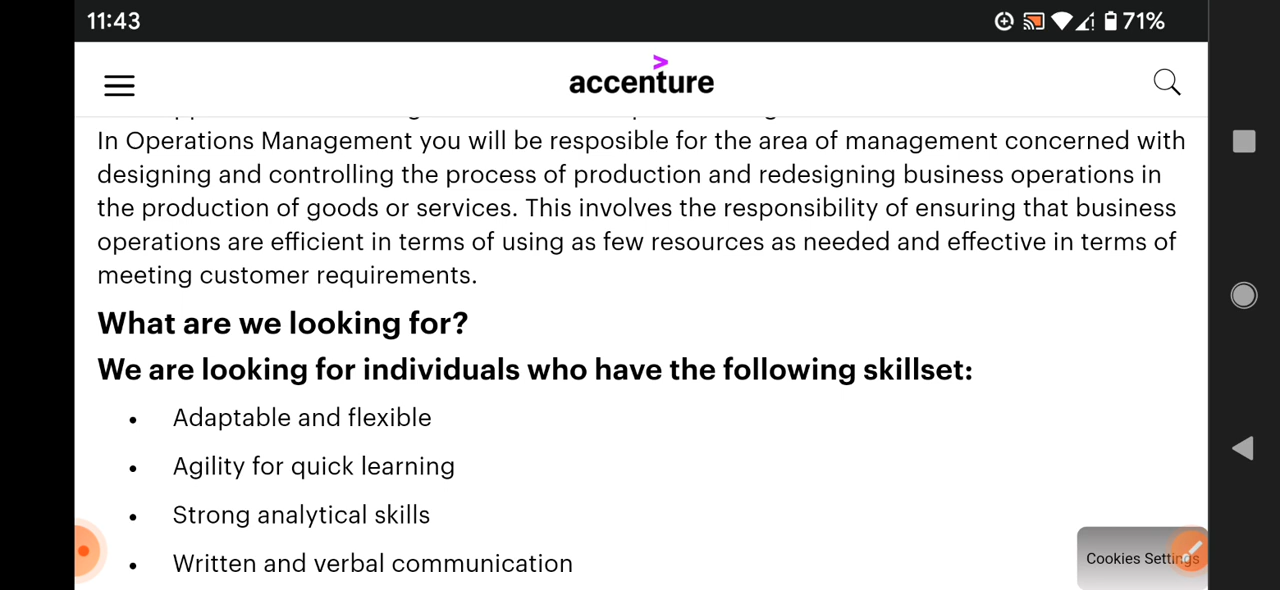 11:43
71%
accenture
In Operations Management you will be resposible for the area of management concerned with
designing and controlling the process of production and redesigning business operations in
the production of goods or services. This involves the responsibility of ensuring that business
operations are efficient in terms of using as few resources as needed and effective in terms of
meeting customer requirements.
What are we looking for?
We are looking for individuals who have the following skillset:
• Adaptable and flexible
• Agility for quick learning
• Strong analytical skills
• Written and verbal communication
Cookies Settings